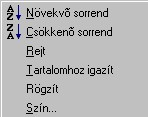 Növekvő sorrend
Csökkenő sorrend
Rejt
Tartalomhoz igazít
Rögzít
Szín...